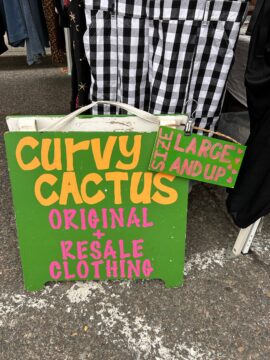 Curvy
CACTUS
ORIGINAL
+
RESALE
CLOTHING
SIZE
LARGE
AND UP